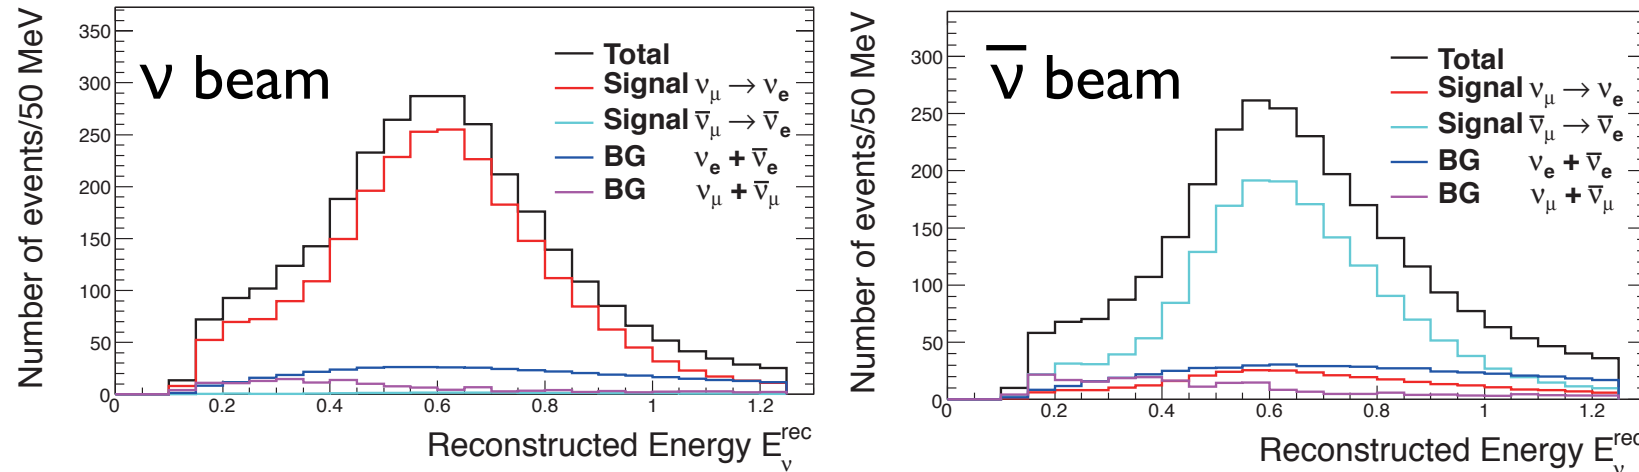 Number of events/50 MeV
350
300
250
200
150
100
50
0
ν beam
Total
Signal ν_μ → ν_e
Signal ν̅_μ → ν̅_e
BG ν_e + ν̅_e
BG ν_μ + ν̅_μ
0 0.2 0.4 0.6 0.8 1 1.2
Reconstructed Energy E_ν^rec
Number of events/50 MeV
300
250
200
150
100
50
0
ν̅ beam
Total
Signal ν_μ → ν_e
Signal ν̅_μ → ν̅_e
BG ν_e + ν̅_e
BG ν_μ + ν̅_μ
0 0.2 0.4 0.6 0.8 1 1.2
Reconstructed Energy E_ν^rec